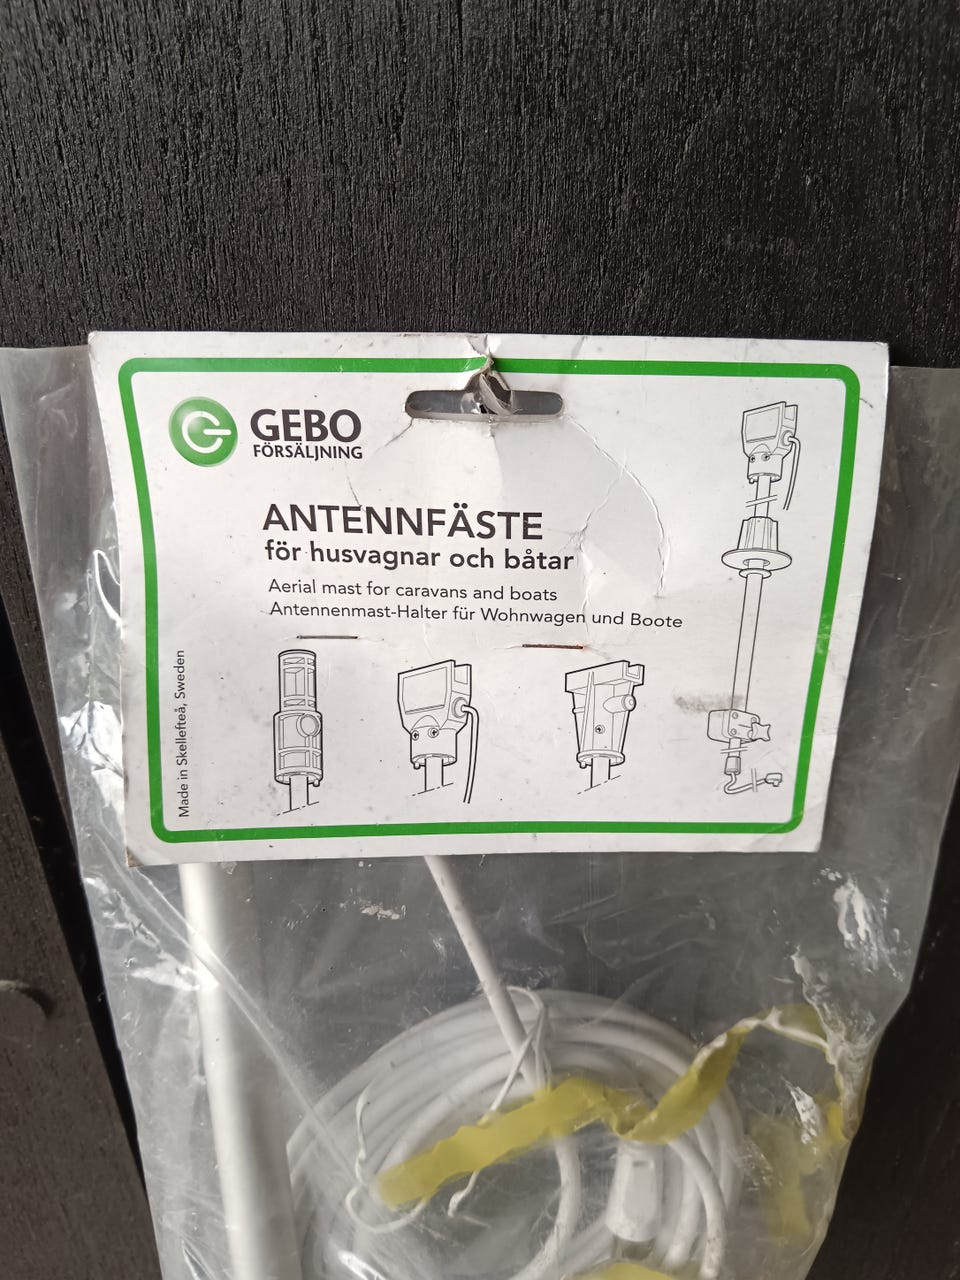 GEBO
FÖRSÄLJNING
ANTENNFÄSTE
för husvagnar och båtar
Aerial mast for caravans and boats
Antennenmast-Halter für Wohnwagen und Boote
Made in Skellefteå, Sweden